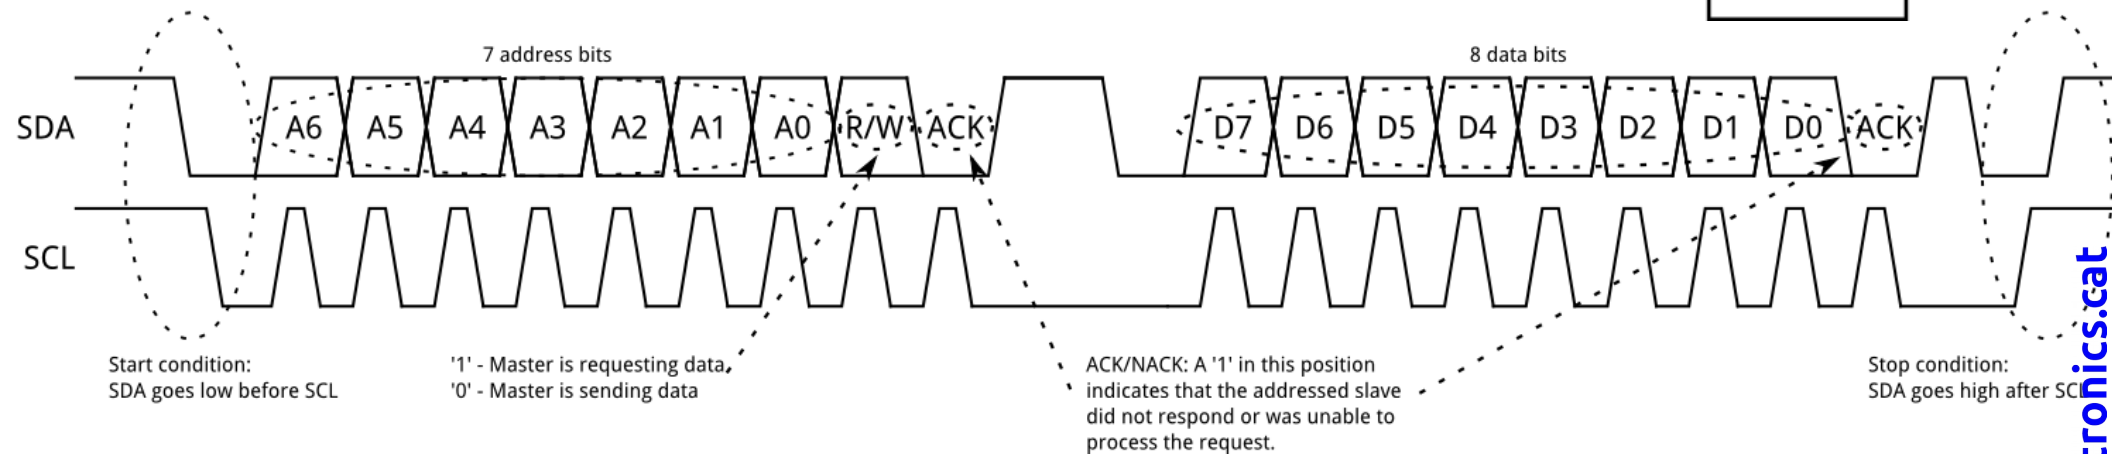 7 address bits
8 data bits
SDA
A6 A5 A4 A3 A2 A1 A0 R/W ACK
D7 D6 D5 D4 D3 D2 D1 D0 ACK
SCL
Start condition:
SDA goes low before SCL
'1' - Master is requesting data
'0' - Master is sending data
ACK/NACK: A '1' in this position
indicates that the addressed slave
did not respond or was unable to
process the request.
Stop condition:
SDA goes high after SCL
cronics.cat